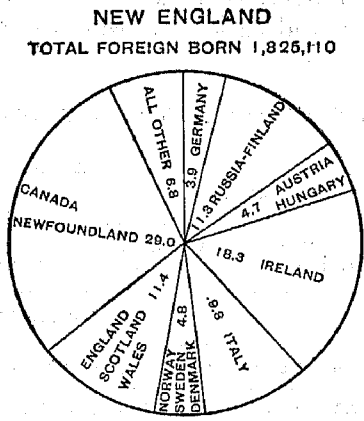 NEW ENGLAND
TOTAL FOREIGN BORN 1,825,110
GERMANY
3.9
RUSSIA-FINLAND
11.3
AUSTRIA
HUNGARY
4.7
18.3 IRELAND
9.8 ITALY
NORWAY
SWEDEN
DENMARK
4.8
ENGLAND
SCOTLAND
WALES
11.4
CANADA
NEWFOUNDLAND 29.0
ALL OTHER 6.8